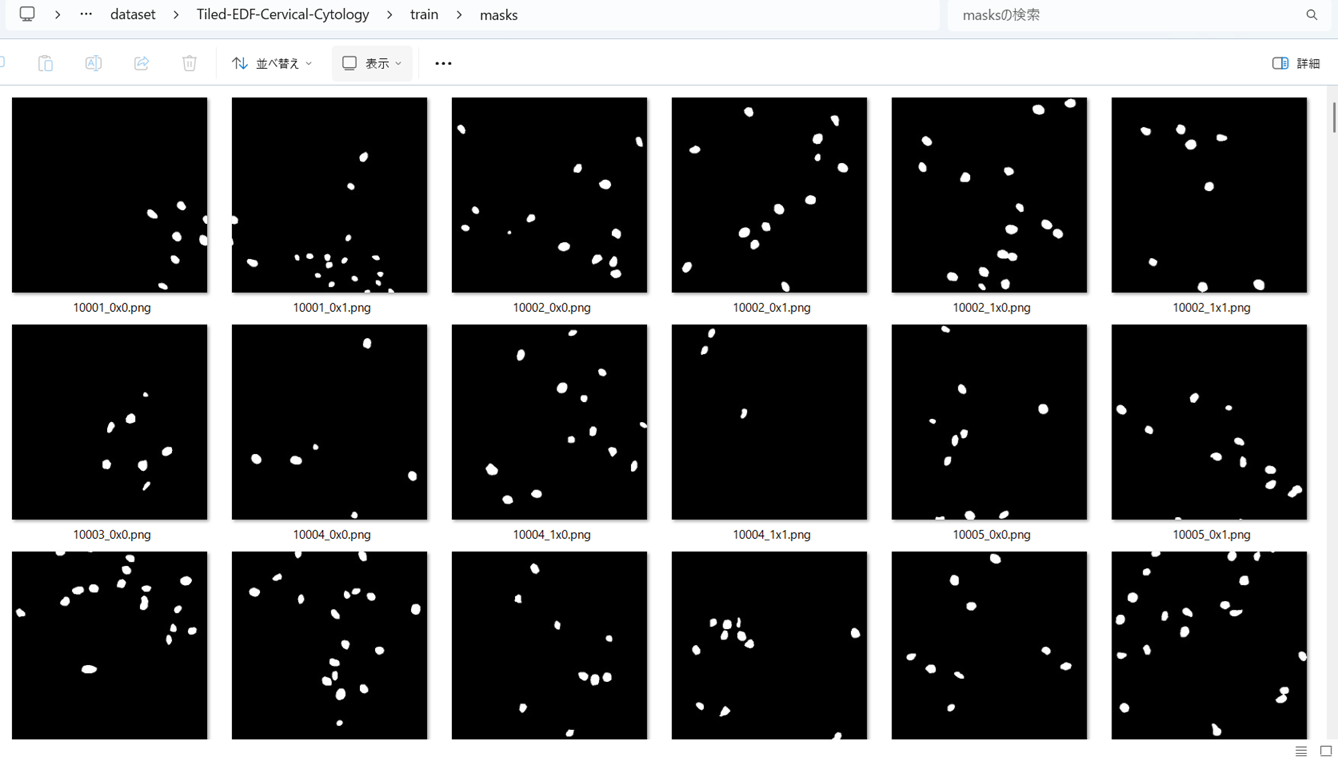 … dataset Tiled-EDF-Cervical-Cytology train masks masksの検索
並べ替え 表示 詳細
10001_0x0.png 10001_0x1.png 10002_0x0.png 10002_0x1.png 10002_1x0.png 10002_1x1.png
10003_0x0.png 10004_0x0.png 10004_1x0.png 10004_1x1.png 10005_0x0.png 10005_0x1.png